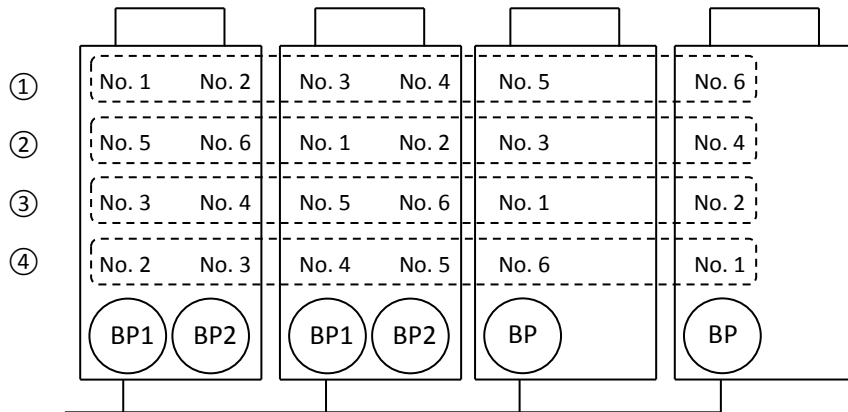 ① No. 1 No. 2 No. 3 No. 4 No. 5 No. 6
② No. 5 No. 6 No. 1 No. 2 No. 3 No. 4
③ No. 3 No. 4 No. 5 No. 6 No. 1 No. 2
④ No. 2 No. 3 No. 4 No. 5 No. 6 No. 1
BP1 BP2 BP1 BP2 BP BP